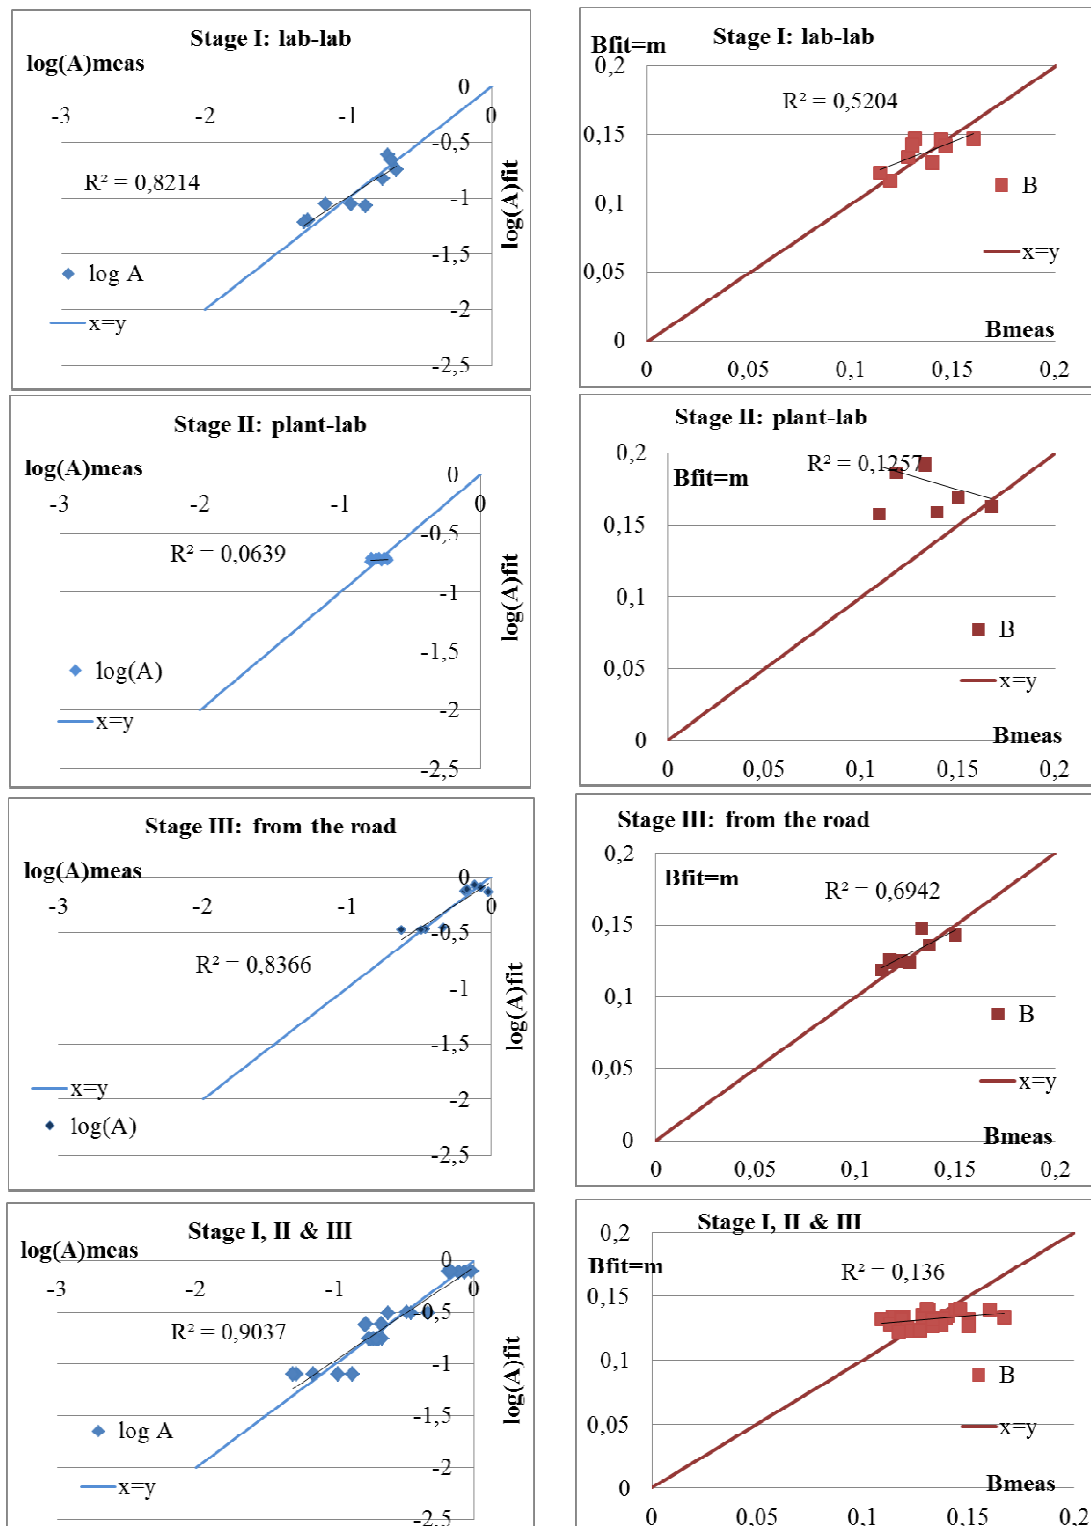 Stage I: lab-lab
log(A)meas
0
-3
-2
-1
0
-0,5
R² = 0,8214
-1
log(A)fit
-1,5
log A
-2
x=y
-2,5
Stage I: lab-lab
Bfit=m
0,2
R² = 0,5204
0,15
B
0,1
x=y
0,05
Bmeas
0
0
0,05
0,1
0,15
0,2
Stage II: plant-lab
log(A)meas
0
-3
-2
-1
0
-0,5
R² = 0,0639
-1
log(A)fit
-1,5
log(A)
-2
x=y
-2,5
Stage II: plant-lab
0,2
R² = 0,1257
Bfit=m
0,15
0,1
B
0,05
x=y
Bmeas
0
0
0,05
0,1
0,15
0,2
Stage III: from the road
log(A)meas
0
-3
-2
-1
0
-0,5
R² = 0,8366
-1
log(A)fit
-1,5
x=y
-2
log(A)
-2,5
Stage III: from the road
0,2
Bfit=m
R² = 0,6942
0,15
0,1
B
0,05
x=y
Bmeas
0
0
0,05
0,1
0,15
0,2
Stage I, II & III
log(A)meas
0
-3
-2
-1
0
-0,5
R² = 0,9037
-1
log(A)fit
-1,5
log A
-2
x=y
-2,5
Stage I, II & III
0,2
Bfit=m
R² = 0,136
0,15
0,1
B
0,05
x=y
Bmeas
0
0
0,05
0,1
0,15
0,2